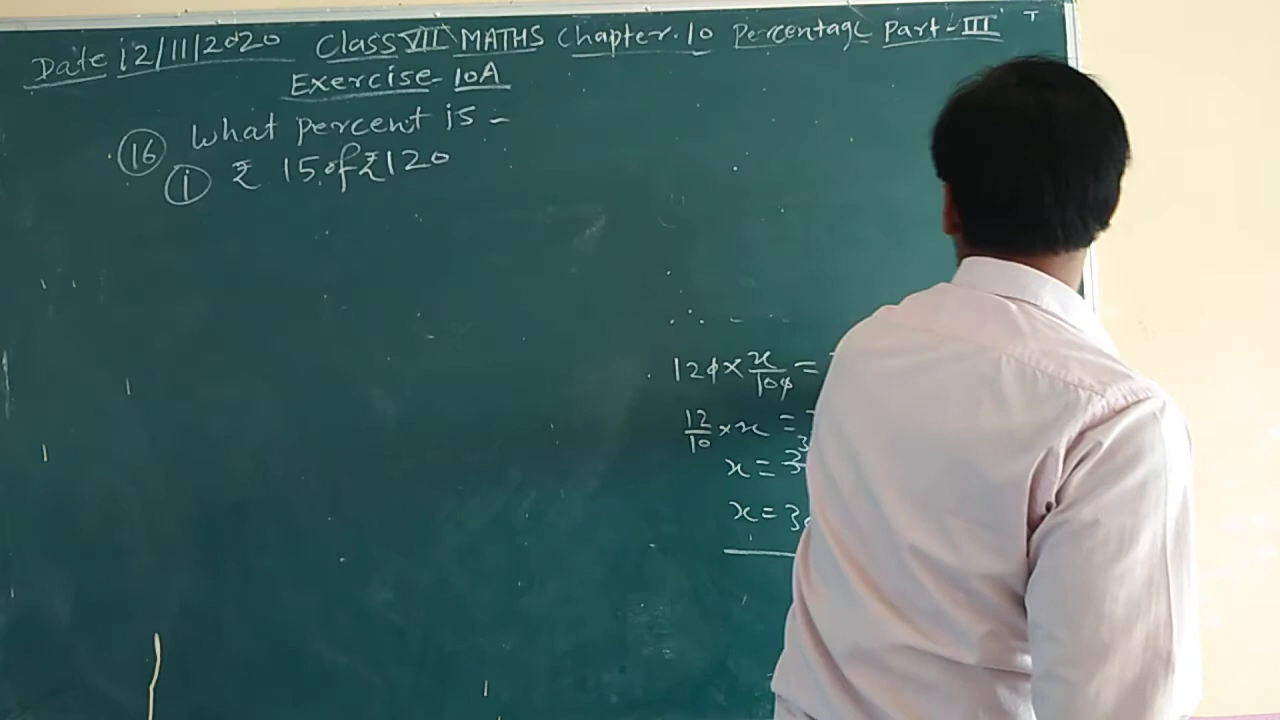 Date 12/11/2020 Class VII MATHS Chapter.10 Percentage Part-III
Exercise-10A
16 What percent is -
i ₹ 15 of ₹120
120 × x/100 =
12/10 × x =
x =
x = 3